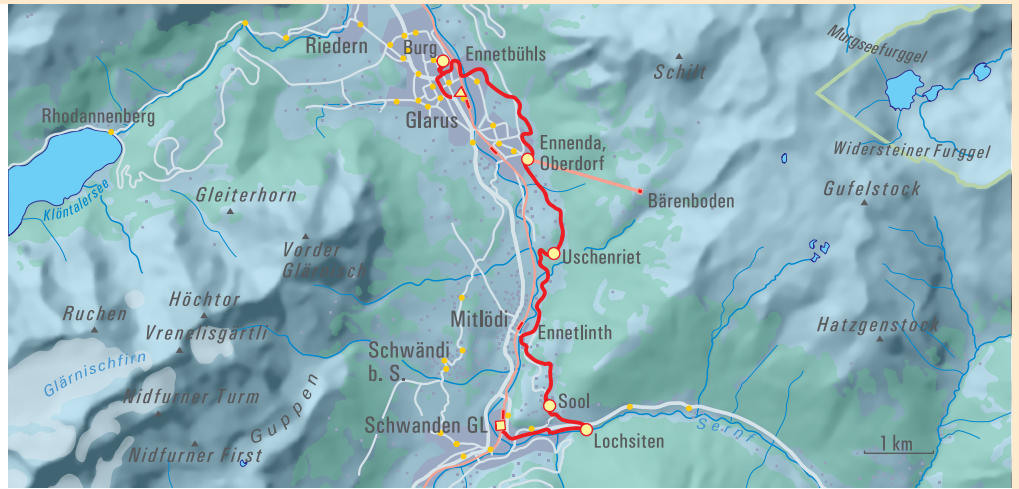 Riedern
Burg
Ennetbühls
Schilt
Murgseefurggel
Rhodannenberg
Glarus
Ennenda,
Oberdorf
Widersteiner Furggel
Klöntalersee
Gleiterhorn
Bärenboden
Gufelstock
Vorder
Glärnisch
Uschenriet
Höchtor
Ruchen
Vrenelisgärtli
Mitlödi
Ennetlinth
Hatzgenstock
Glärnischfirn
Schwändi
b. S.
Nidfurner Turm
Guppen
Sool
Schwanden GL
Lochsiten
Sernf
Nidfurner First
1 km